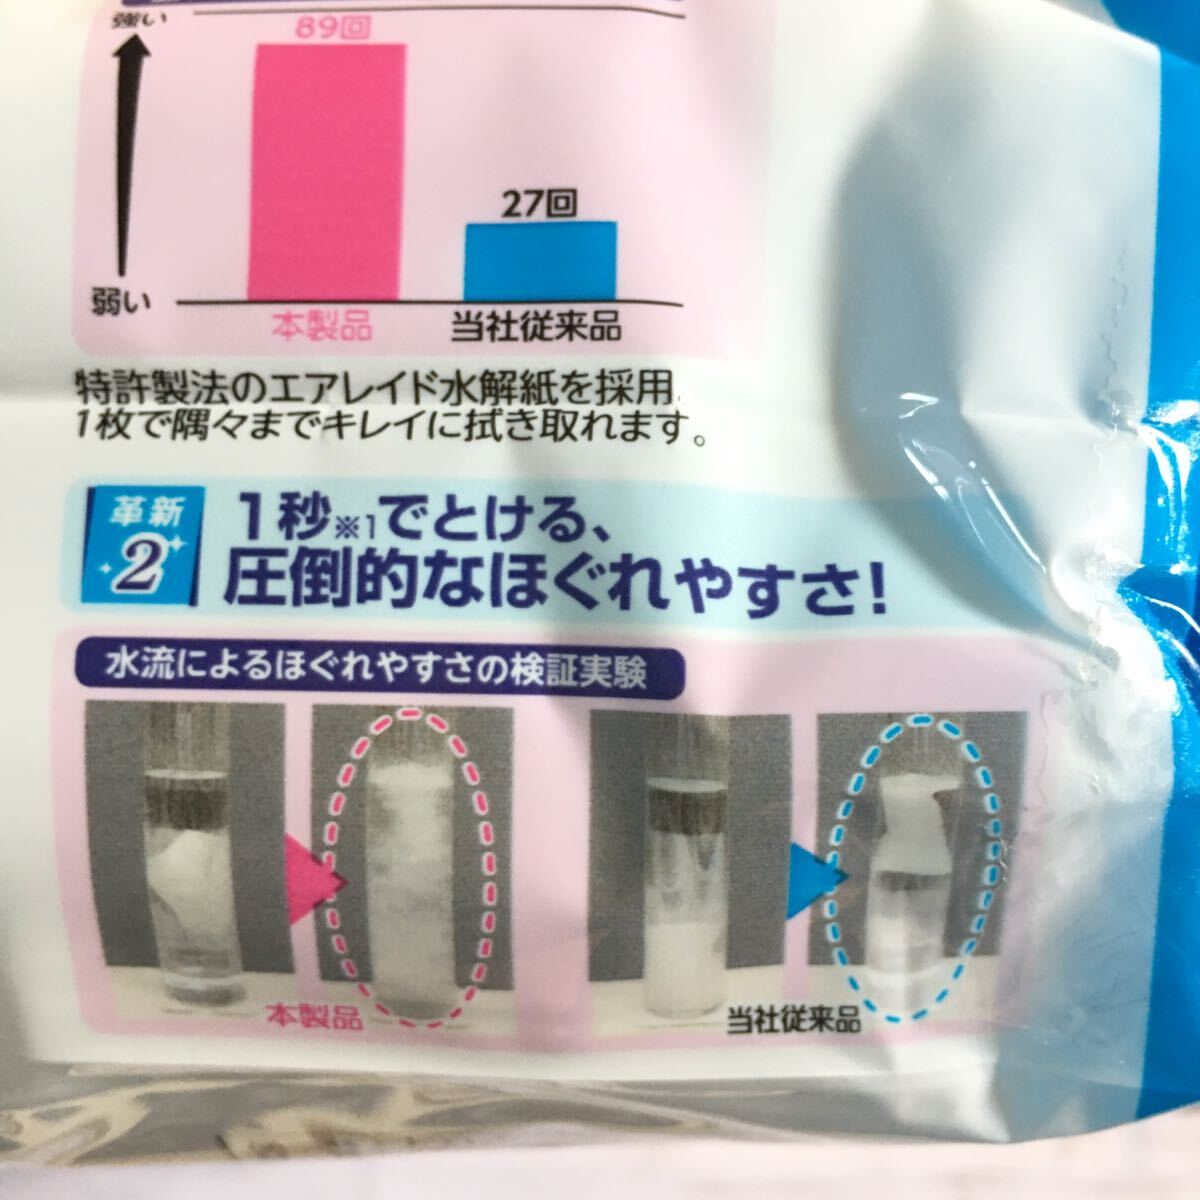 強い
89回
27回
弱い
本製品
当社従来品
特許製法のエアレイド水解紙を採用
1枚で隅々までキレイに拭き取れます。
革新
2
1秒※1でとける、
圧倒的なほぐれやすさ!
水流によるほぐれやすさの検証実験
本製品
当社従来品